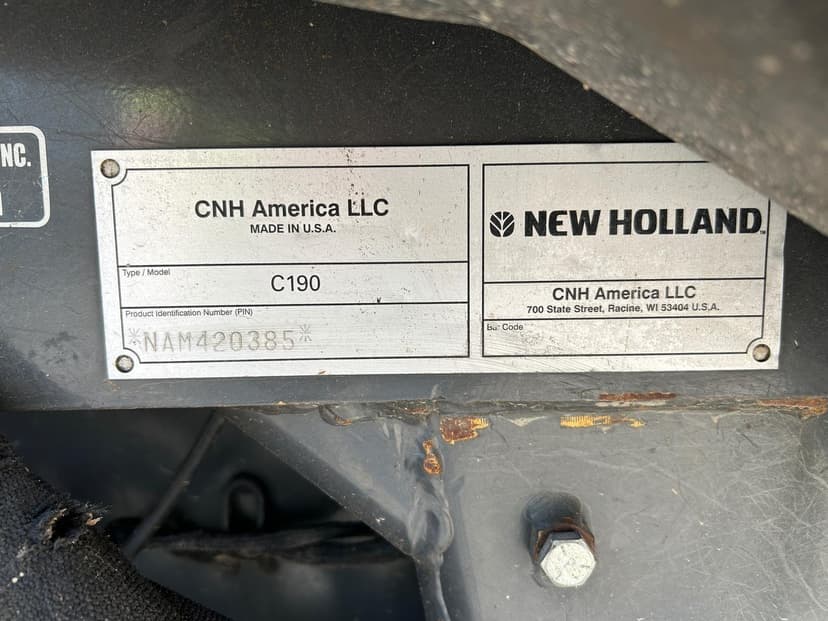 NC.
CNH America LLC
MADE IN U.S.A.
Type / Model
C190
Product Identification Number (PIN)
*NAM420385*
NEW HOLLAND™
CNH America LLC
700 State Street, Racine, WI 53404 U.S.A.
Bar Code